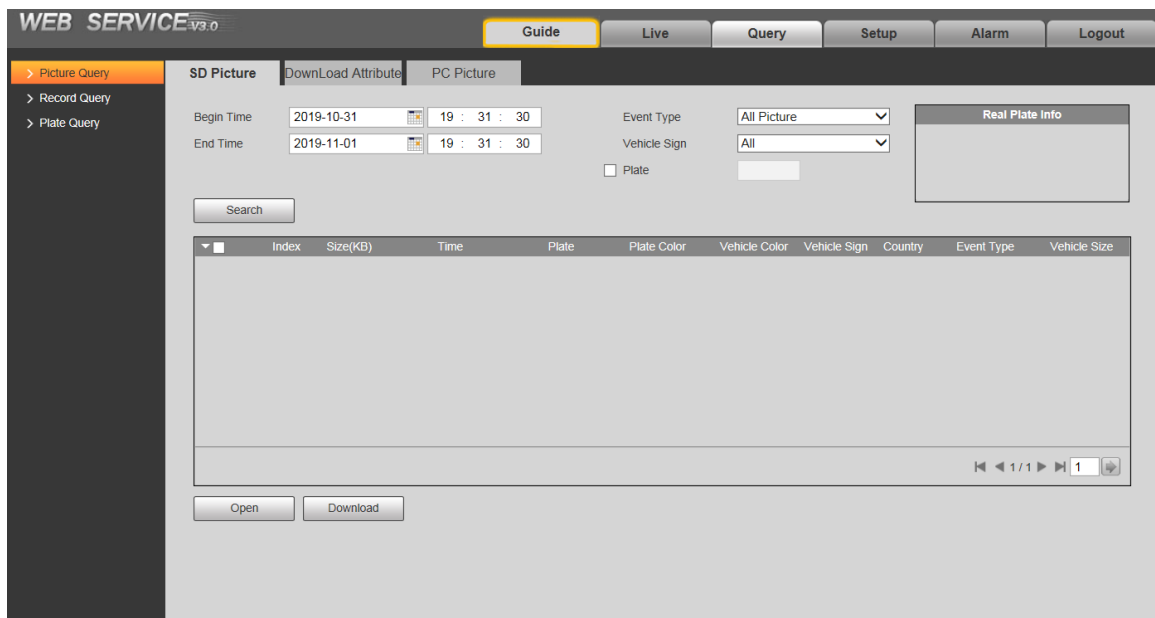 WEB SERVICE V3.0
Guide Live Query Setup Alarm Logout
> Picture Query
> Record Query
> Plate Query
SD Picture DownLoad Attribute PC Picture
Begin Time 2019-10-31 19 : 31 : 30 Event Type All Picture Real Plate Info
End Time 2019-11-01 19 : 31 : 30 Vehicle Sign All
Plate
Search
Index Size(KB) Time Plate Plate Color Vehicle Color Vehicle Sign Country Event Type Vehicle Size
1 / 1 1
Open Download